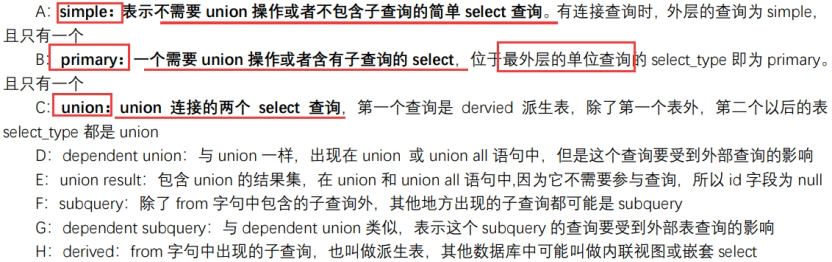 A: simple：表示不需要 union 操作或者不包含子查询的简单 select 查询。有连接查询时，外层的查询为 simple，
且只有一个
B: primary：一个需要 union 操作或者含有子查询的 select，位于最外层的单位查询的 select_type 即为 primary。
且只有一个
C: union：union 连接的两个 select 查询，第一个查询是 dervied 派生表，除了第一个表外，第二个以后的表
select_type 都是 union
D: dependent union：与 union 一样，出现在 union 或 union all 语句中，但是这个查询要受到外部查询的影响
E: union result：包含 union 的结果集，在 union 和 union all 语句中,因为它不需要参与查询，所以 id 字段为 null
F: subquery：除了 from 字句中包含的子查询外，其他地方出现的子查询都可能是 subquery
G: dependent subquery：与 dependent union 类似，表示这个 subquery 的查询要受到外部表查询的影响
H: derived：from 字句中出现的子查询，也叫做派生表，其他数据库中可能叫做内联视图或嵌套 select